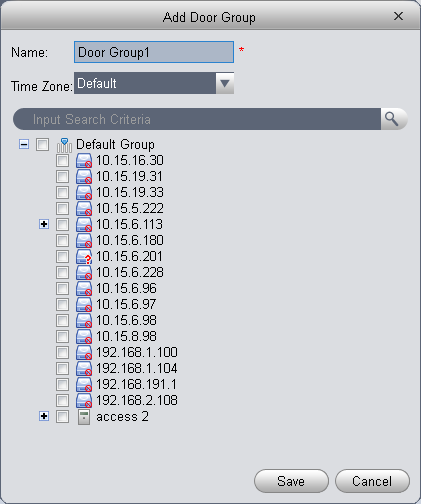 Add Door Group
Name: Door Group1 *
Time Zone: Default
Input Search Criteria
Default Group
10.15.16.30
10.15.19.31
10.15.19.33
10.15.5.222
10.15.6.113
10.15.6.180
10.15.6.201
10.15.6.228
10.15.6.96
10.15.6.97
10.15.6.98
10.15.8.98
192.168.1.100
192.168.1.104
192.168.191.1
192.168.2.108
access 2
Save Cancel